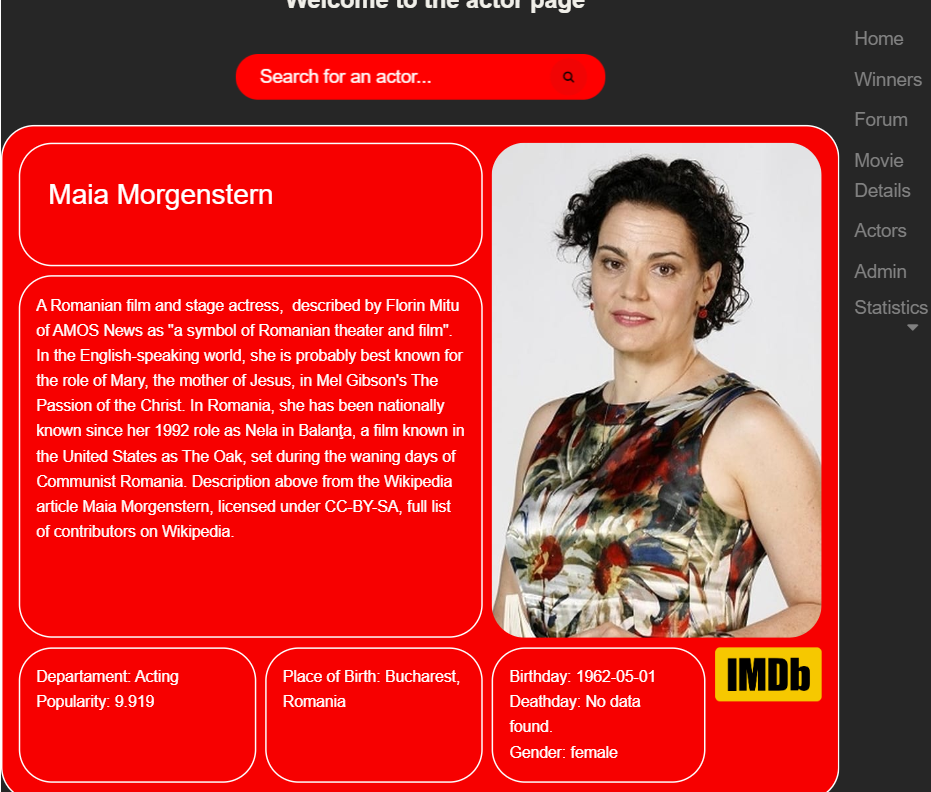 Welcome to the actor page
Search for an actor...
Home
Winners
Forum
Movie
Details
Actors
Admin
Statistics
Maia Morgenstern
A Romanian film and stage actress,  described by Florin Mitu
of AMOS News as "a symbol of Romanian theater and film".
In the English-speaking world, she is probably best known for
the role of Mary, the mother of Jesus, in Mel Gibson's The
Passion of the Christ. In Romania, she has been nationally
known since her 1992 role as Nela in Balanţa, a film known in
the United States as The Oak, set during the waning days of
Communist Romania. Description above from the Wikipedia
article Maia Morgenstern, licensed under CC-BY-SA, full list
of contributors on Wikipedia.
Departament: Acting
Popularity: 9.919
Place of Birth: Bucharest,
Romania
Birthday: 1962-05-01
Deathday: No data
found.
Gender: female
IMDb